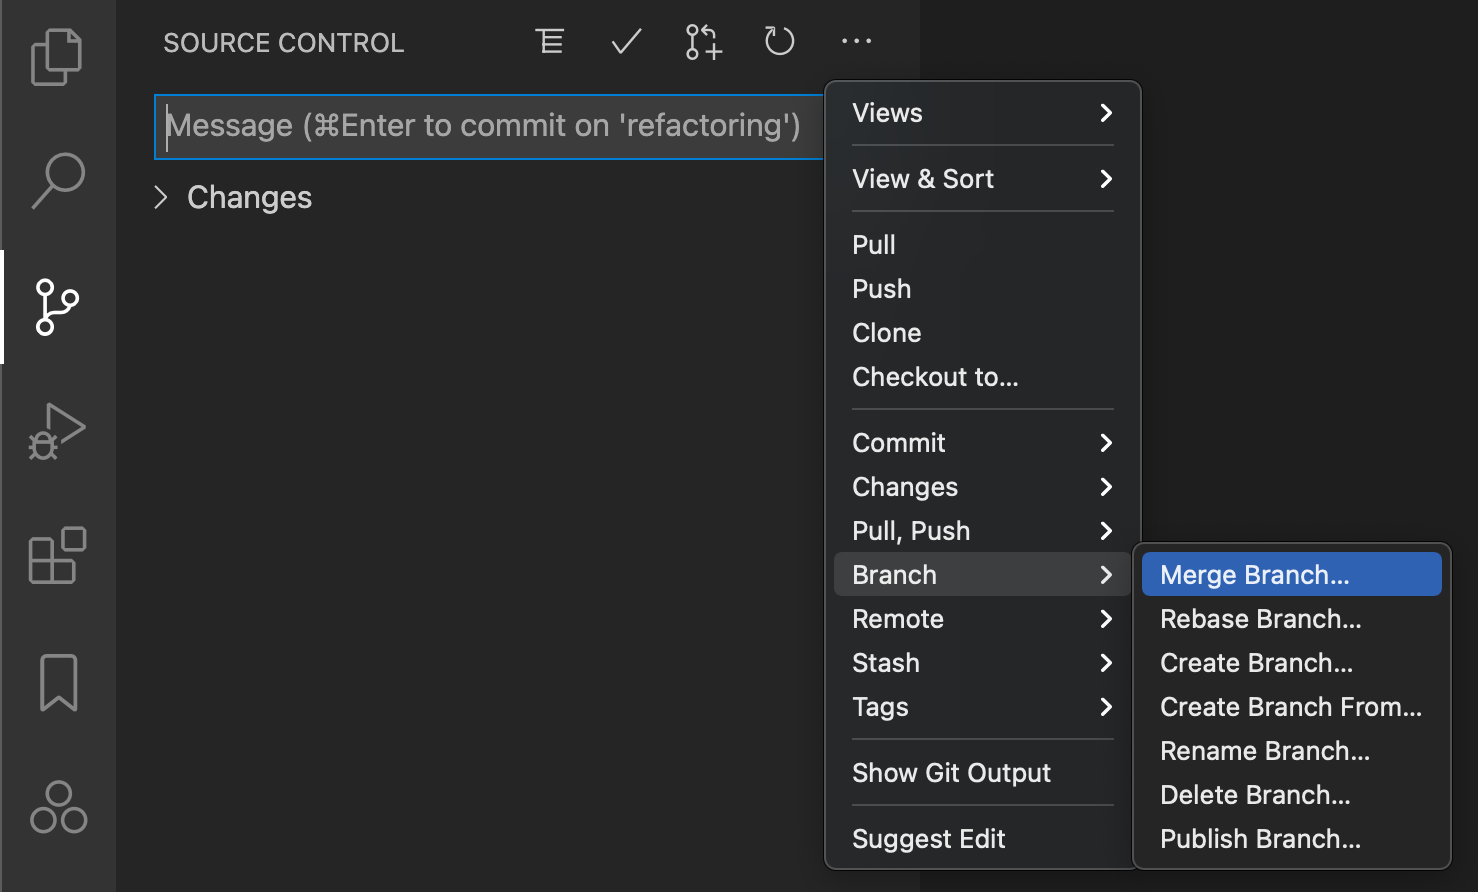 SOURCE CONTROL
Message (⌘Enter to commit on 'refactoring')
Changes
Views
View & Sort
Pull
Push
Clone
Checkout to...
Commit
Changes
Pull, Push
Branch
Remote
Stash
Tags
Show Git Output
Suggest Edit
Merge Branch...
Rebase Branch...
Create Branch...
Create Branch From...
Rename Branch...
Delete Branch...
Publish Branch...